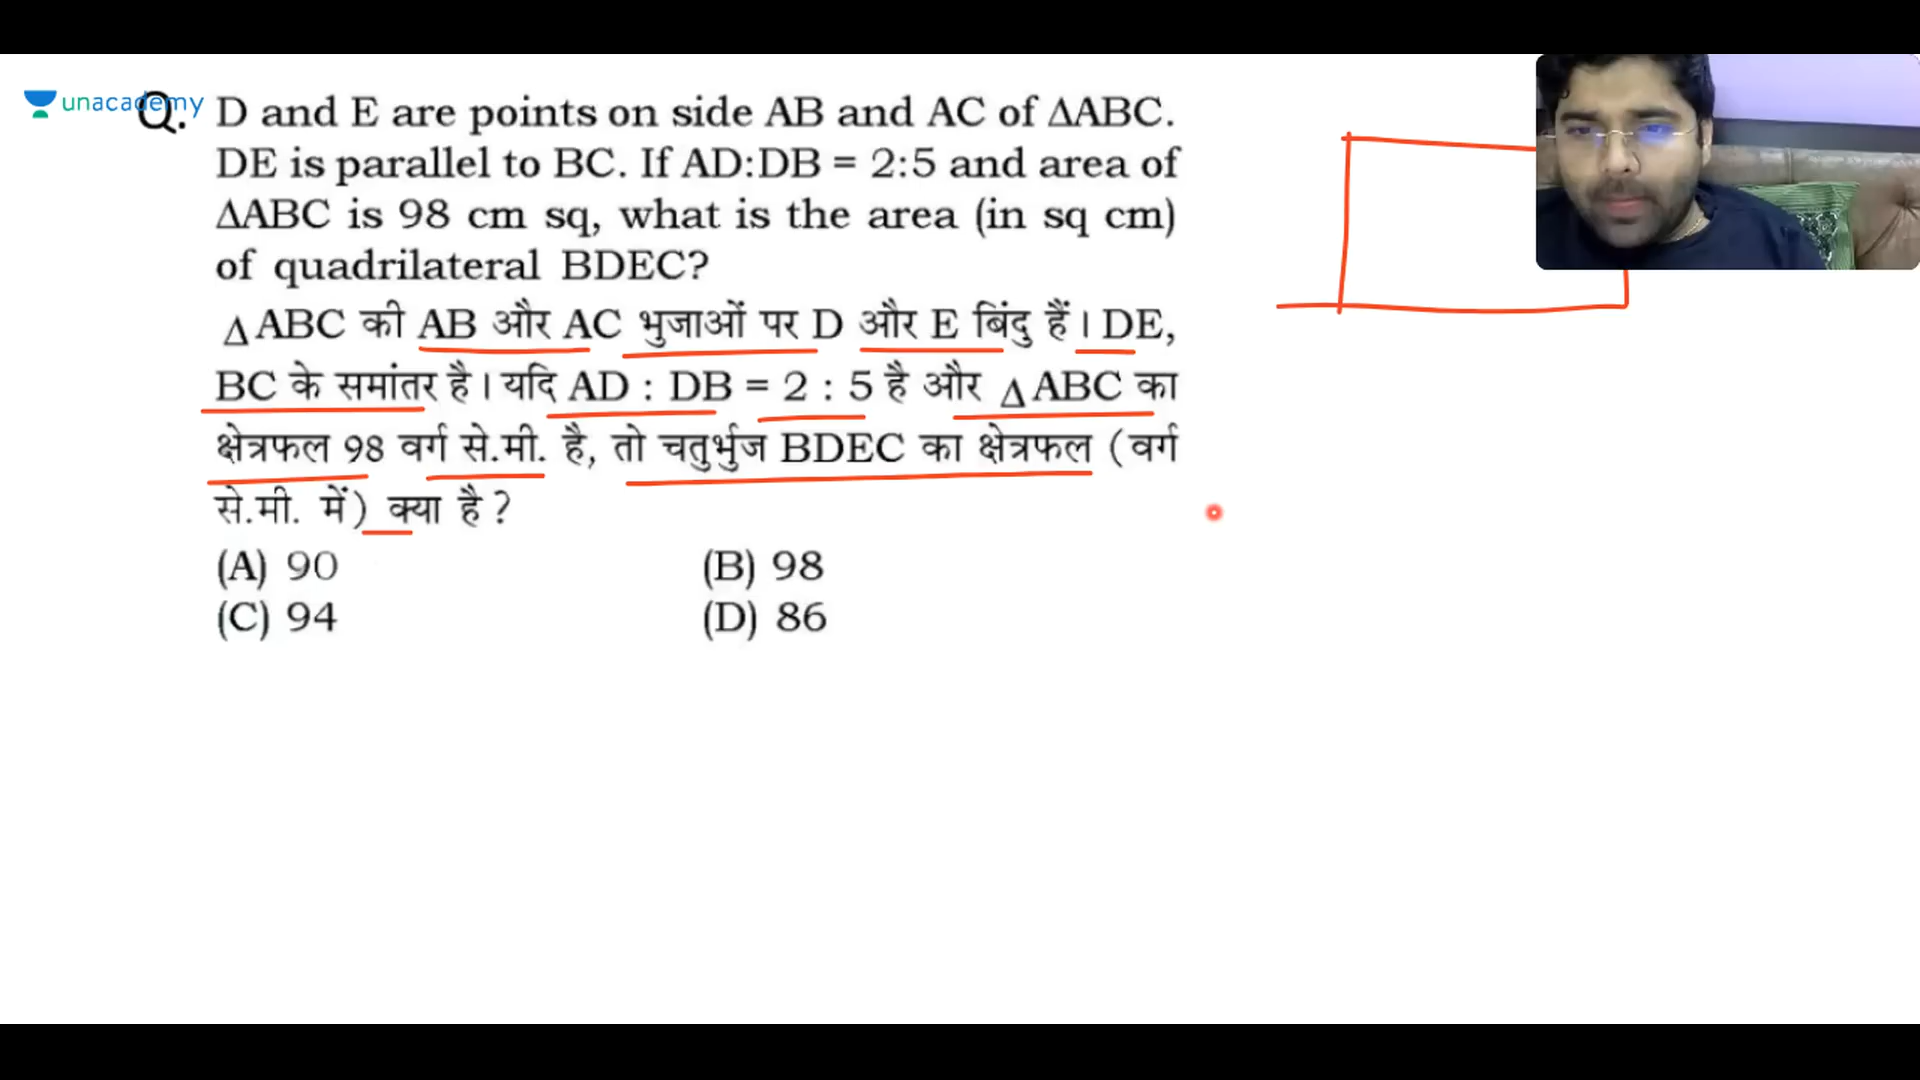 unacademy
Q. D and E are points on side AB and AC of ΔABC.
DE is parallel to BC. If AD:DB = 2:5 and area of
ΔABC is 98 cm sq, what is the area (in sq cm)
of quadrilateral BDEC?
Δ ABC की AB और AC भुजाओं पर D और E बिंदु हैं। DE,
BC के समांतर है। यदि AD : DB = 2 : 5 है और Δ ABC का
क्षेत्रफल 98 वर्ग से.मी. है, तो चतुर्भुज BDEC का क्षेत्रफल (वर्ग
से.मी. में) क्या है ?
(A) 90 (B) 98
(C) 94 (D) 86